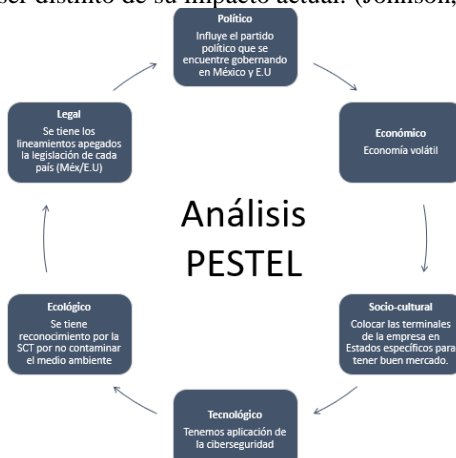 ser distinto de su impacto actual. (Johnson,
Político
Influye el partido
político que se
encuentre gobernando
en México y E.U
Económico
Economía volátil
Socio-cultural
Colocar las terminales
de la empresa en
Estados específicos para
tener buen mercado.
Tecnológico
Tenemos aplicación de
la ciberseguridad
Ecológico
Se tiene
reconocimiento por la
SCT por no contaminar
el medio ambiente
Legal
Se tiene los
lineamientos apegados
la legislación de cada
país (Méx/E.U)
Análisis
PESTEL